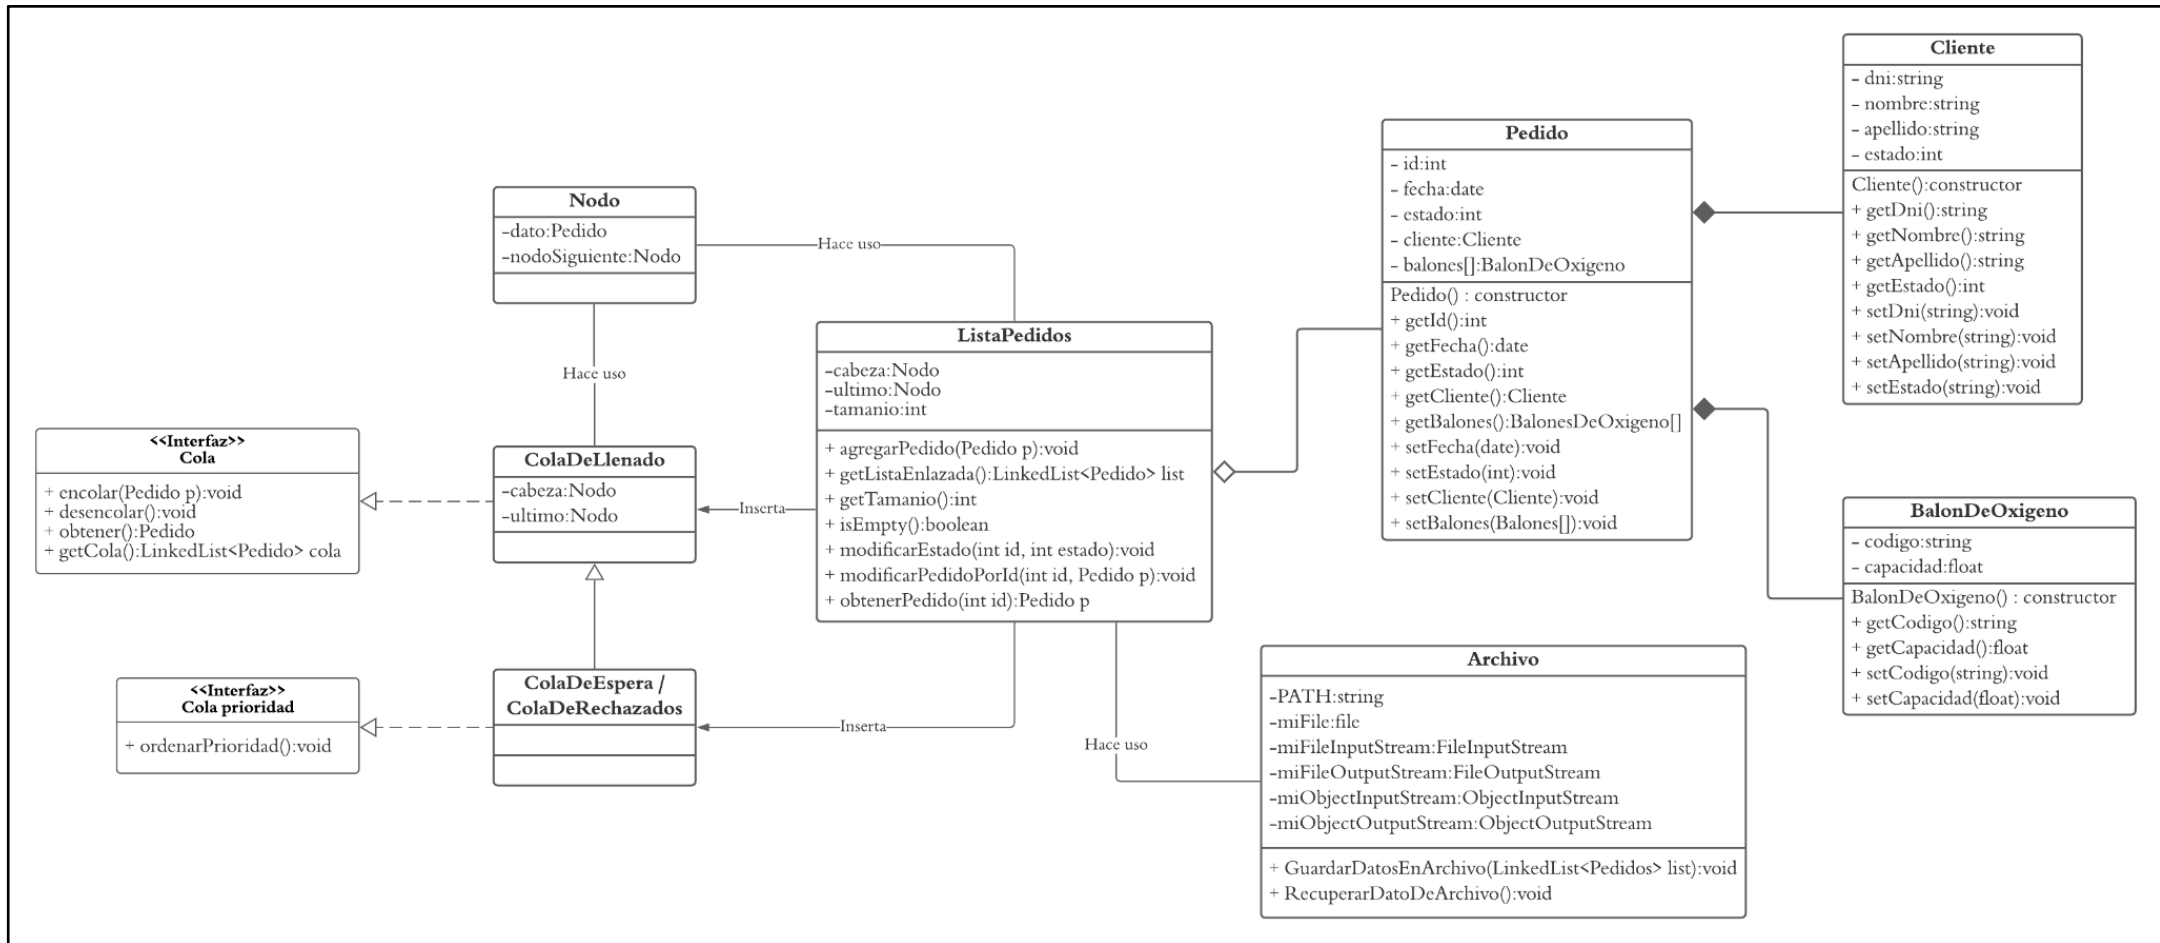 Cliente
- dni:string
- nombre:string
- apellido:string
- estado:int
Cliente():constructor
+ getDni():string
+ getNombre():string
+ getApellido():string
+ getEstado():int
+ setDni(string):void
+ setNombre(string):void
+ setApellido(string):void
+ setEstado(string):void
Pedido
- id:int
- fecha:date
- estado:int
- cliente:Cliente
- balones[]:BalonDeOxigeno
Pedido() : constructor
+ getId():int
+ getFecha():date
+ getEstado():int
+ getCliente():Cliente
+ getBalones():BalonesDeOxigeno[]
+ setFecha(date):void
+ setEstado(int):void
+ setCliente(Cliente):void
+ setBalones(Balones[]):void
Nodo
-dato:Pedido
-nodoSiguiente:Nodo
Hace uso
Hace uso
ListaPedidos
-cabeza:Nodo
-ultimo:Nodo
-tamanio:int
+ agregarPedido(Pedido p):void
+ getListaEnlazada():LinkedList<Pedido> list
+ getTamanio():int
+ isEmpty():boolean
+ modificarEstado(int id, int estado):void
+ modificarPedidoPorId(int id, Pedido p):void
+ obtenerPedido(int id):Pedido p
<<Interfaz>>
Cola
+ encolar(Pedido p):void
+ desencolar():void
+ obtener():Pedido
+ getCola():LinkedList<Pedido> cola
ColaDeLlenado
-cabeza:Nodo
-ultimo:Nodo
Inserta
BalonDeOxigeno
- codigo:string
- capacidad:float
BalonDeOxigeno() : constructor
+ getCodigo():string
+ getCapacidad():float
+ setCodigo(string):void
+ setCapacidad(float):void
<<Interfaz>>
Cola prioridad
+ ordenarPrioridad():void
ColaDeEspera /
ColaDeRechazados
Inserta
Hace uso
Archivo
-PATH:string
-miFile:file
-miFileInputStream:FileInputStream
-miFileOutputStream:FileOutputStream
-miObjectInputStream:ObjectInputStream
-miObjectOutputStream:ObjectOutputStream
+ GuardarDatosEnArchivo(LinkedList<Pedidos> list):void
+ RecuperarDatoDeArchivo():void